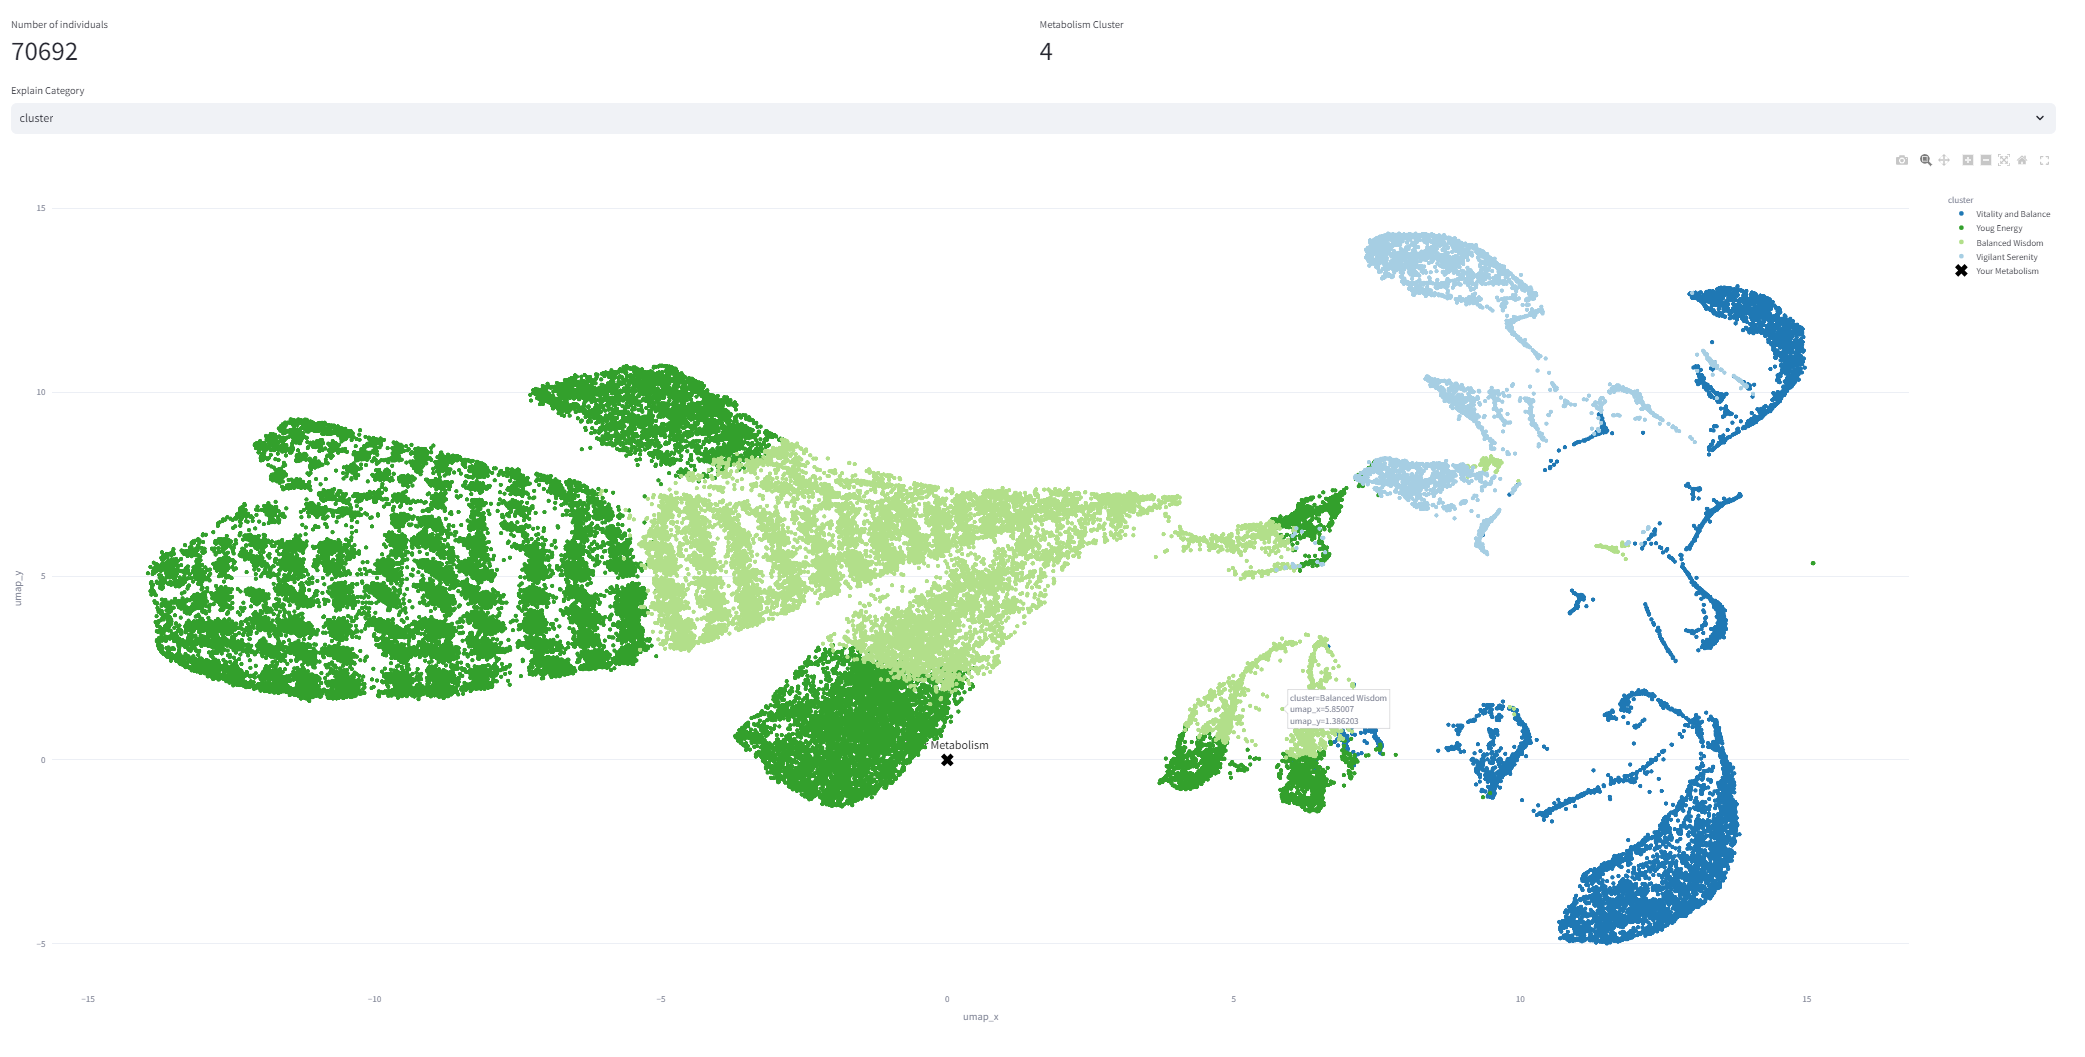 Number of individuals
70692
Metabolism Cluster
4
Explain Category
cluster
cluster
Vitality and Balance
Youg Energy
Balanced Wisdom
Vigilant Serenity
Your Metabolism
15
10
5
0
−5
umap_y
cluster=Balanced Wisdom
umap_x=5.85007
umap_y=1.386203
Metabolism
−15
−10
−5
0
5
10
15
umap_x